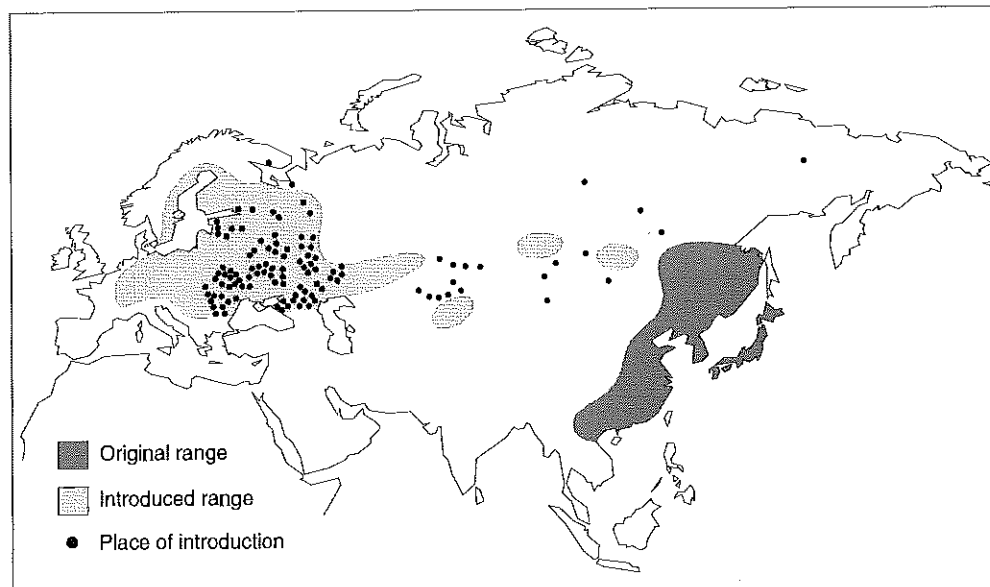 Original range
Introduced range
Place of introduction